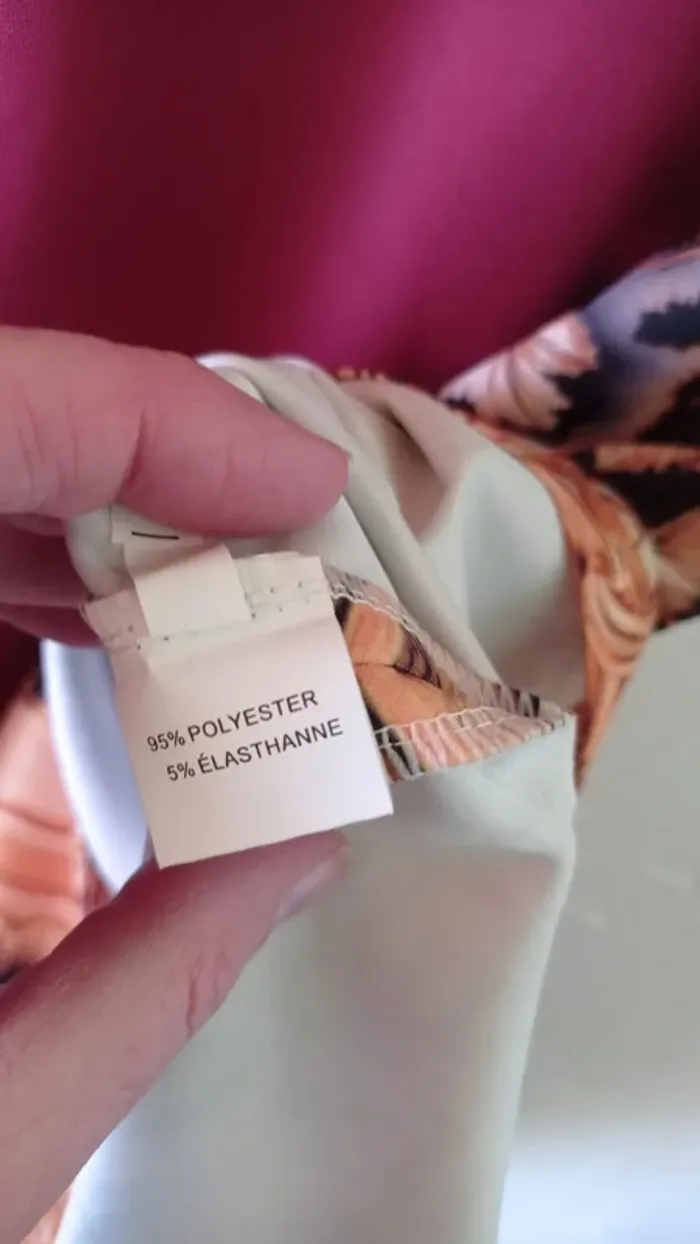 95% POLYESTER
5% ÉLASTHANNE